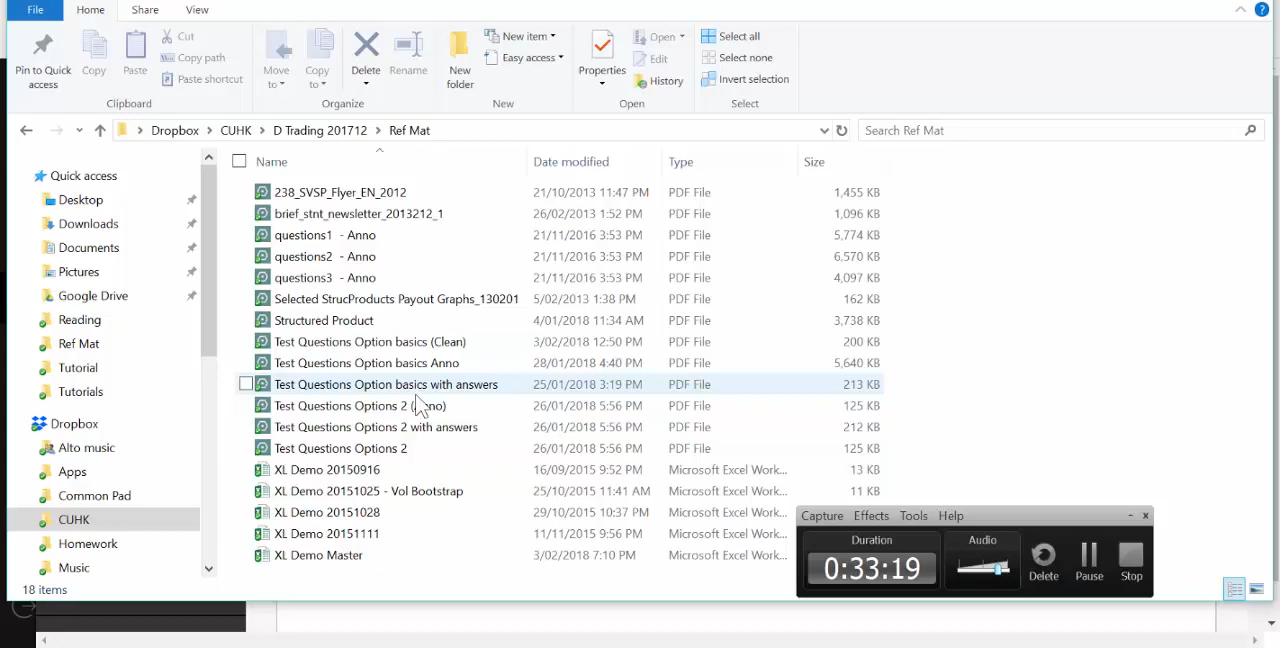 File Home Share View
Pin to Quick access
Copy
Paste
Cut
Copy path
Paste shortcut
Clipboard
Move to
Copy to
Delete
Rename
Organize
New folder
New item
Easy access
New
Properties
Open
Edit
History
Open
Select all
Select none
Invert selection
Select
Dropbox > CUHK > D Trading 201712 > Ref Mat
Search Ref Mat
Quick access
Desktop
Downloads
Documents
Pictures
Google Drive
Reading
Ref Mat
Tutorial
Tutorials
Dropbox
Alto music
Apps
Common Pad
CUHK
Homework
Music
Name Date modified Type Size
238_SVSP_Flyer_EN_2012 21/10/2013 11:47 PM PDF File 1,455 KB
brief_stnt_newsletter_2013212_1 26/02/2013 1:52 PM PDF File 1,096 KB
questions1 - Anno 21/11/2016 3:53 PM PDF File 5,774 KB
questions2 - Anno 21/11/2016 3:53 PM PDF File 6,570 KB
questions3 - Anno 21/11/2016 3:53 PM PDF File 4,097 KB
Selected StrucProducts Payout Graphs_130201 5/02/2013 1:38 PM PDF File 162 KB
Structured Product 4/01/2018 11:34 AM PDF File 3,738 KB
Test Questions Option basics (Clean) 3/02/2018 12:50 PM PDF File 200 KB
Test Questions Option basics Anno 28/01/2018 4:40 PM PDF File 5,640 KB
Test Questions Option basics with answers 25/01/2018 3:19 PM PDF File 213 KB
Test Questions Options 2 26/01/2018 5:56 PM PDF File 125 KB
Test Questions Options 2 with answers 26/01/2018 5:56 PM PDF File 212 KB
Test Questions Options 2 26/01/2018 5:56 PM PDF File 125 KB
XL Demo 20150916 16/09/2015 9:52 PM Microsoft Excel Work... 13 KB
XL Demo 20151025 - Vol Bootstrap 25/10/2015 11:41 AM Microsoft Excel Work... 11 KB
XL Demo 20151028 29/10/2015 10:37 PM Microsoft Excel Work...
XL Demo 20151111 11/11/2015 9:56 PM Microsoft Excel Work...
XL Demo Master 3/02/2018 7:10 PM Microsoft Excel Work...
18 items
Capture Effects Tools Help
Duration
0:33:19
Audio
Delete
Pause
Stop